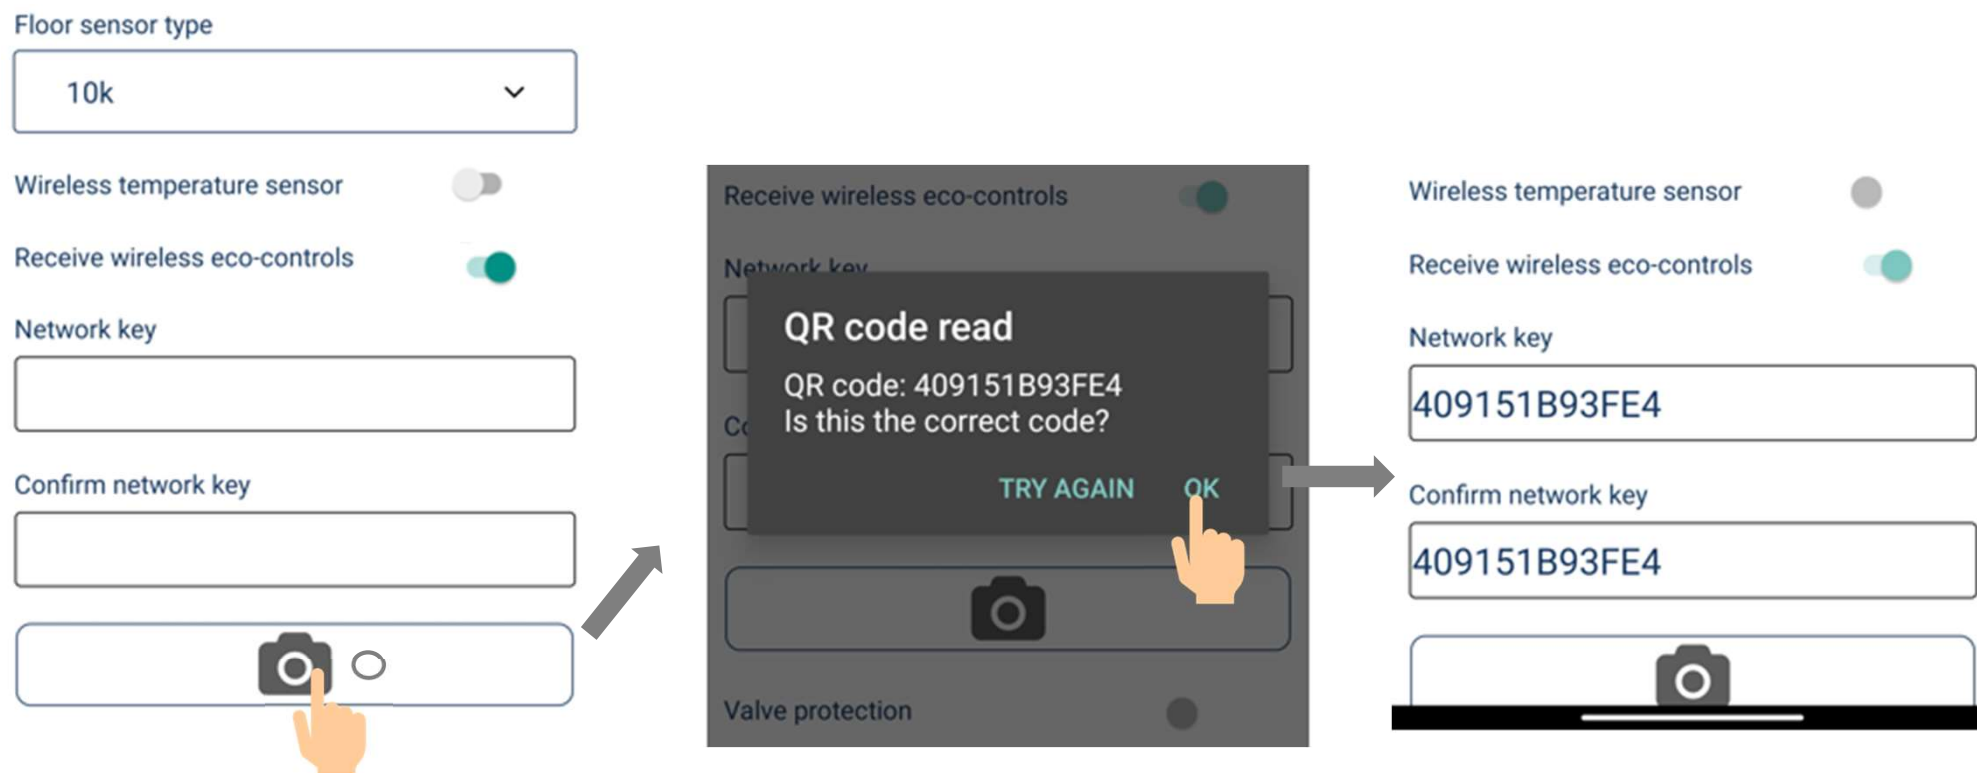 Floor sensor type
10k
Wireless temperature sensor
Receive wireless eco-controls
Network key
Confirm network key
Receive wireless eco-controls
Network key
QR code read
QR code: 409151B93FE4
Is this the correct code?
TRY AGAIN OK
Valve protection
Wireless temperature sensor
Receive wireless eco-controls
Network key
409151B93FE4
Confirm network key
409151B93FE4